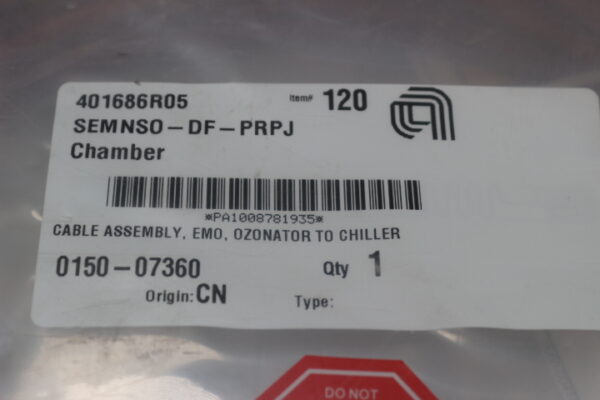 401686R05 Item# 120
SEMNSO-DF-PRPJ
Chamber
*PA1008781935*
CABLE ASSEMBLY, EMO, OZONATOR TO CHILLER
0150-07360 Qty 1
Origin: CN Type:
DO NOT